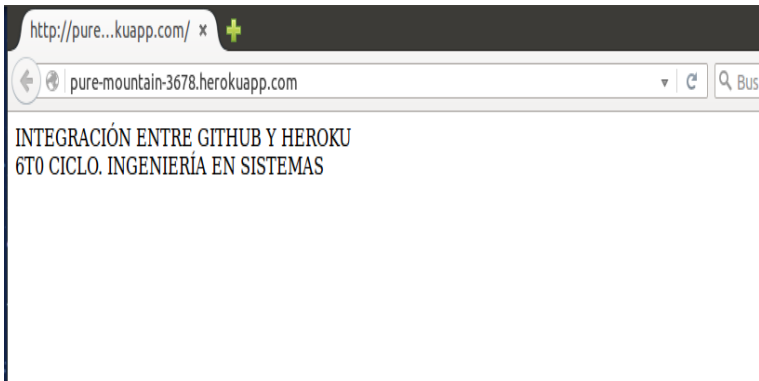 http://pure...kuapp.com/
pure-mountain-3678.herokuapp.com
Bus
INTEGRACIÓN ENTRE GITHUB Y HEROKU
6T0 CICLO. INGENIERÍA EN SISTEMAS